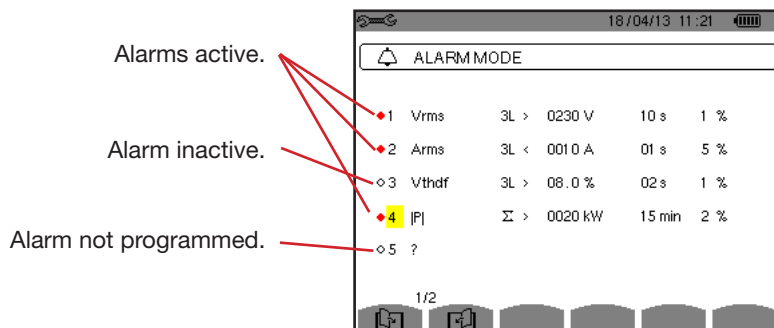 18/04/13 11:21
ALARM MODE
Alarms active.
1 Vrms 3L > 0230 V 10 s 1 %
2 Arms 3L < 0010 A 01 s 5 %
Alarm inactive.
3 Vthdf 3L > 08.0 % 02 s 1 %
4 |P| Σ > 0020 kW 15 min 2 %
Alarm not programmed.
5 ?
1/2